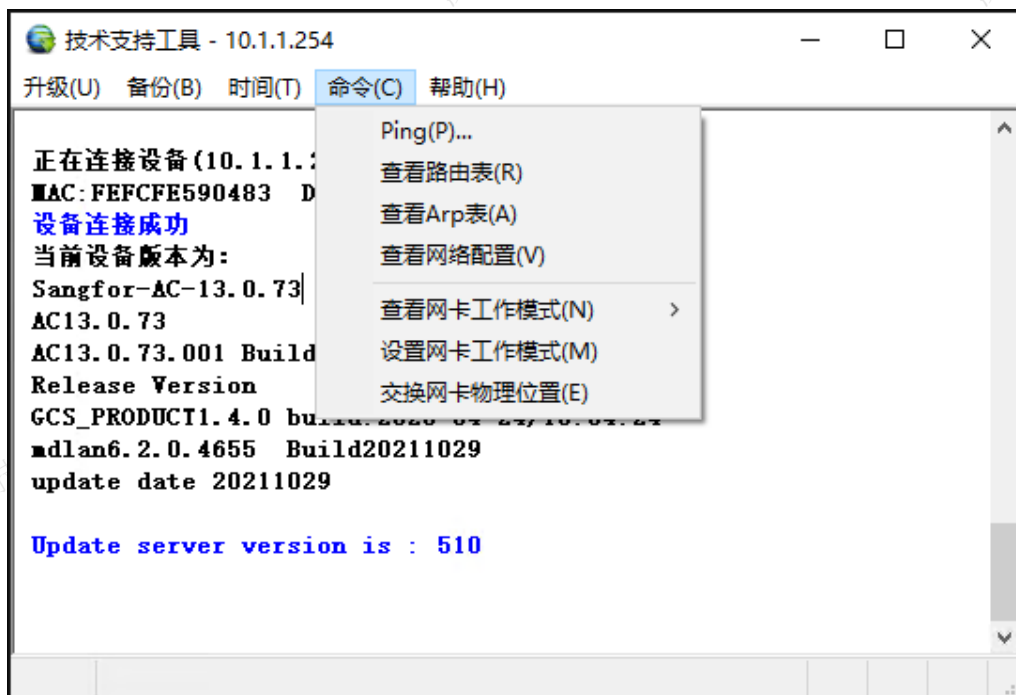 技术支持工具 - 10.1.1.254
升级(U) 备份(B) 时间(T) 命令(C) 帮助(H)
Ping(P)...
查看路由表(R)
查看Arp表(A)
查看网络配置(V)
查看网卡工作模式(N)
设置网卡工作模式(M)
交换网卡物理位置(E)
正在连接设备(10.1.1.
MAC:FEFCFE590483 D
设备连接成功
当前设备版本为:
Sangfor-AC-13.0.73
AC13.0.73
AC13.0.73.001 Build
Release Version
GCS_PRODUCT1.4.0
mdlan6.2.0.4655 Build20211029
update date 20211029
Update server version is : 510